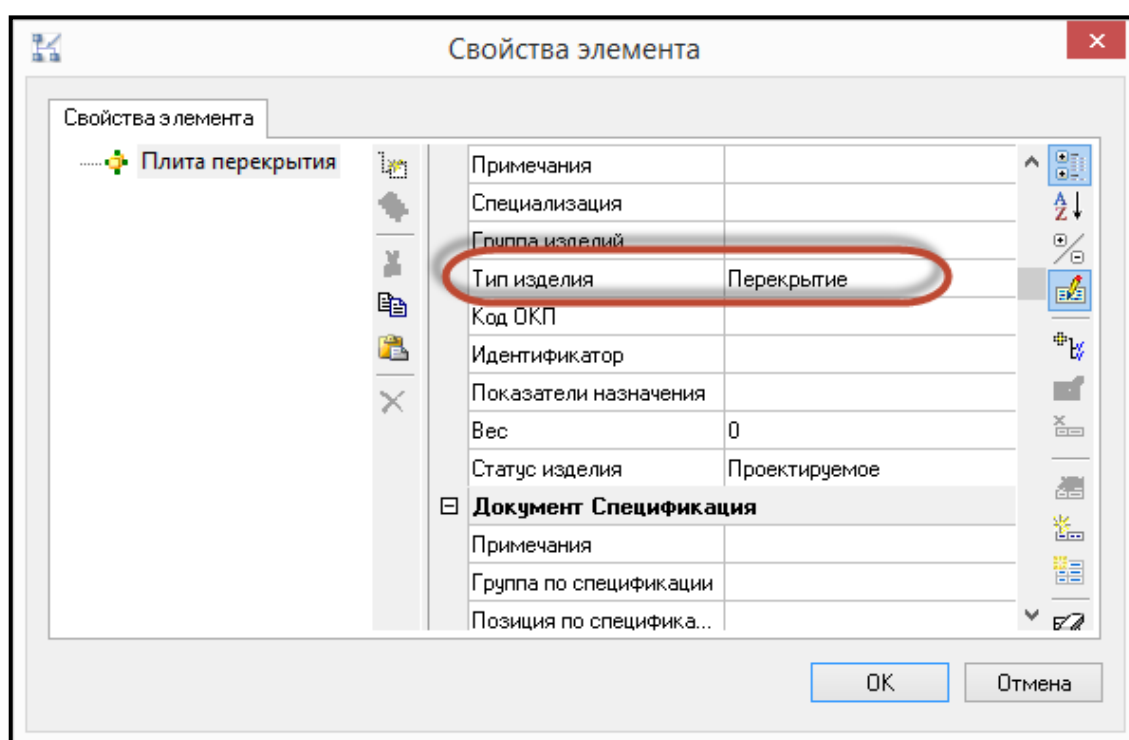 Свойства элемента
×
Свойства элемента
Плита перекрытия
Примечания
Специализация
Группа изделий
Тип изделия Перекрытие
Код ОКП
Идентификатор
Показатели назначения
Вес 0
Статус изделия Проектируемое
Документ Спецификация
Примечания
Группа по спецификации
Позиция по специфика...
OK Отмена